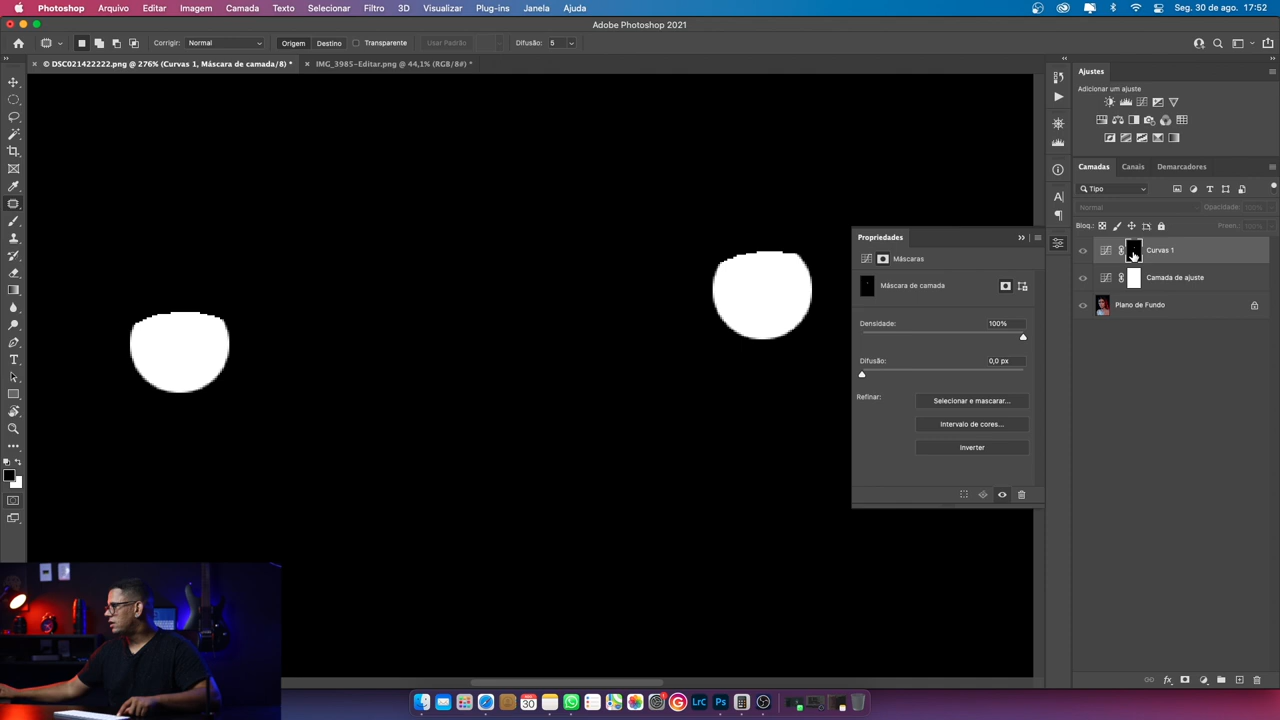 Photoshop Arquivo Editar Imagem Camada Texto Selecionar Filtro 3D Visualizar Plug-ins Janela Ajuda
Seg. 30 de ago. 17:52
Adobe Photoshop 2021
Corrigir: Normal Origem Destino Transparente Usar Padrão Difusão: 5
© DSC021422222.png @ 276% (Curvas 1, Máscara de camada/8) *
IMG_3985-Editar.png @ 44,1% (RGB/8#) *
Ajustes
Adicionar um ajuste
Camadas Canais Demarcadores
Tipo
Normal Opacidade: 100%
Bloq.: Preen.: 100%
Curvas 1
Camada de ajuste
Plano de Fundo
Propriedades
Máscaras
Máscara de camada
Densidade: 100%
Difusão: 0,0 px
Refinar: Selecionar e mascarar...
Intervalo de cores...
Inverter
30
Lrc
Ps